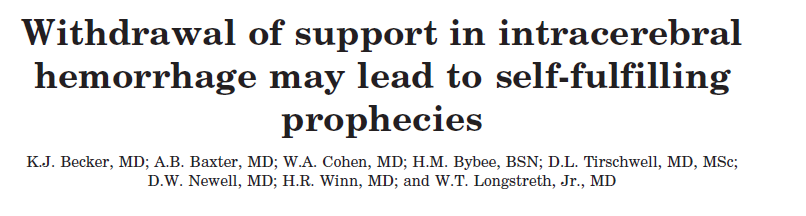 Withdrawal of support in intracerebral
hemorrhage may lead to self-fulfilling
prophecies
K.J. Becker, MD; A.B. Baxter, MD; W.A. Cohen, MD; H.M. Bybee, BSN; D.L. Tirschwell, MD, MSc;
D.W. Newell, MD; H.R. Winn, MD; and W.T. Longstreth, Jr., MD